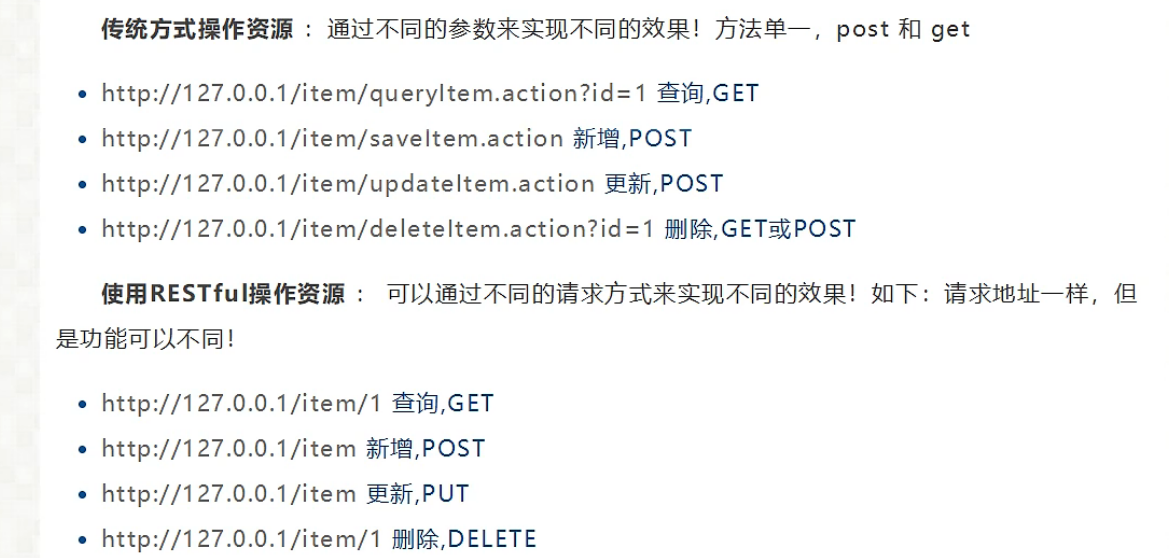 传统方式操作资源 ：通过不同的参数来实现不同的效果！方法单一，post 和 get
http://127.0.0.1/item/queryItem.action?id=1 查询,GET
http://127.0.0.1/item/saveItem.action 新增,POST
http://127.0.0.1/item/updateItem.action 更新,POST
http://127.0.0.1/item/deleteItem.action?id=1 删除,GET或POST
使用RESTful操作资源 ： 可以通过不同的请求方式来实现不同的效果！如下：请求地址一样，但
是功能可以不同！
http://127.0.0.1/item/1 查询,GET
http://127.0.0.1/item 新增,POST
http://127.0.0.1/item 更新,PUT
http://127.0.0.1/item/1 删除,DELETE